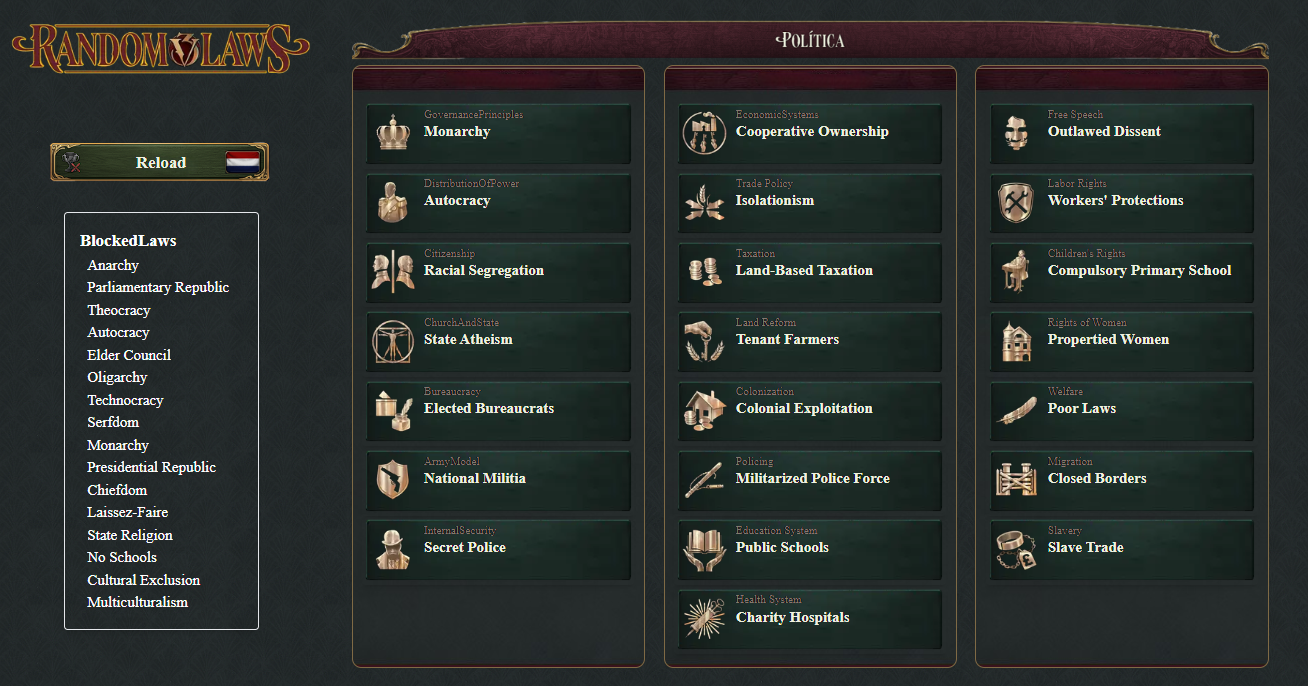 RANDOM LAWS
POLÍTICA
Reload
BlockedLaws
Anarchy
Parliamentary Republic
Theocracy
Autocracy
Elder Council
Oligarchy
Technocracy
Serfdom
Monarchy
Presidential Republic
Chiefdom
Laissez-Faire
State Religion
No Schools
Cultural Exclusion
Multiculturalism
GovernancePrinciples
Monarchy
DistributionOfPower
Autocracy
Citizenship
Racial Segregation
ChurchAndState
State Atheism
Bureaucracy
Elected Bureaucrats
ArmyModel
National Militia
InternalSecurity
Secret Police
EconomicSystems
Cooperative Ownership
Trade Policy
Isolationism
Taxation
Land-Based Taxation
Land Reform
Tenant Farmers
Colonization
Colonial Exploitation
Policing
Militarized Police Force
Education System
Public Schools
Health System
Charity Hospitals
Free Speech
Outlawed Dissent
Labor Rights
Workers' Protections
Children's Rights
Compulsory Primary School
Rights of Women
Propertied Women
Welfare
Poor Laws
Migration
Closed Borders
Slavery
Slave Trade